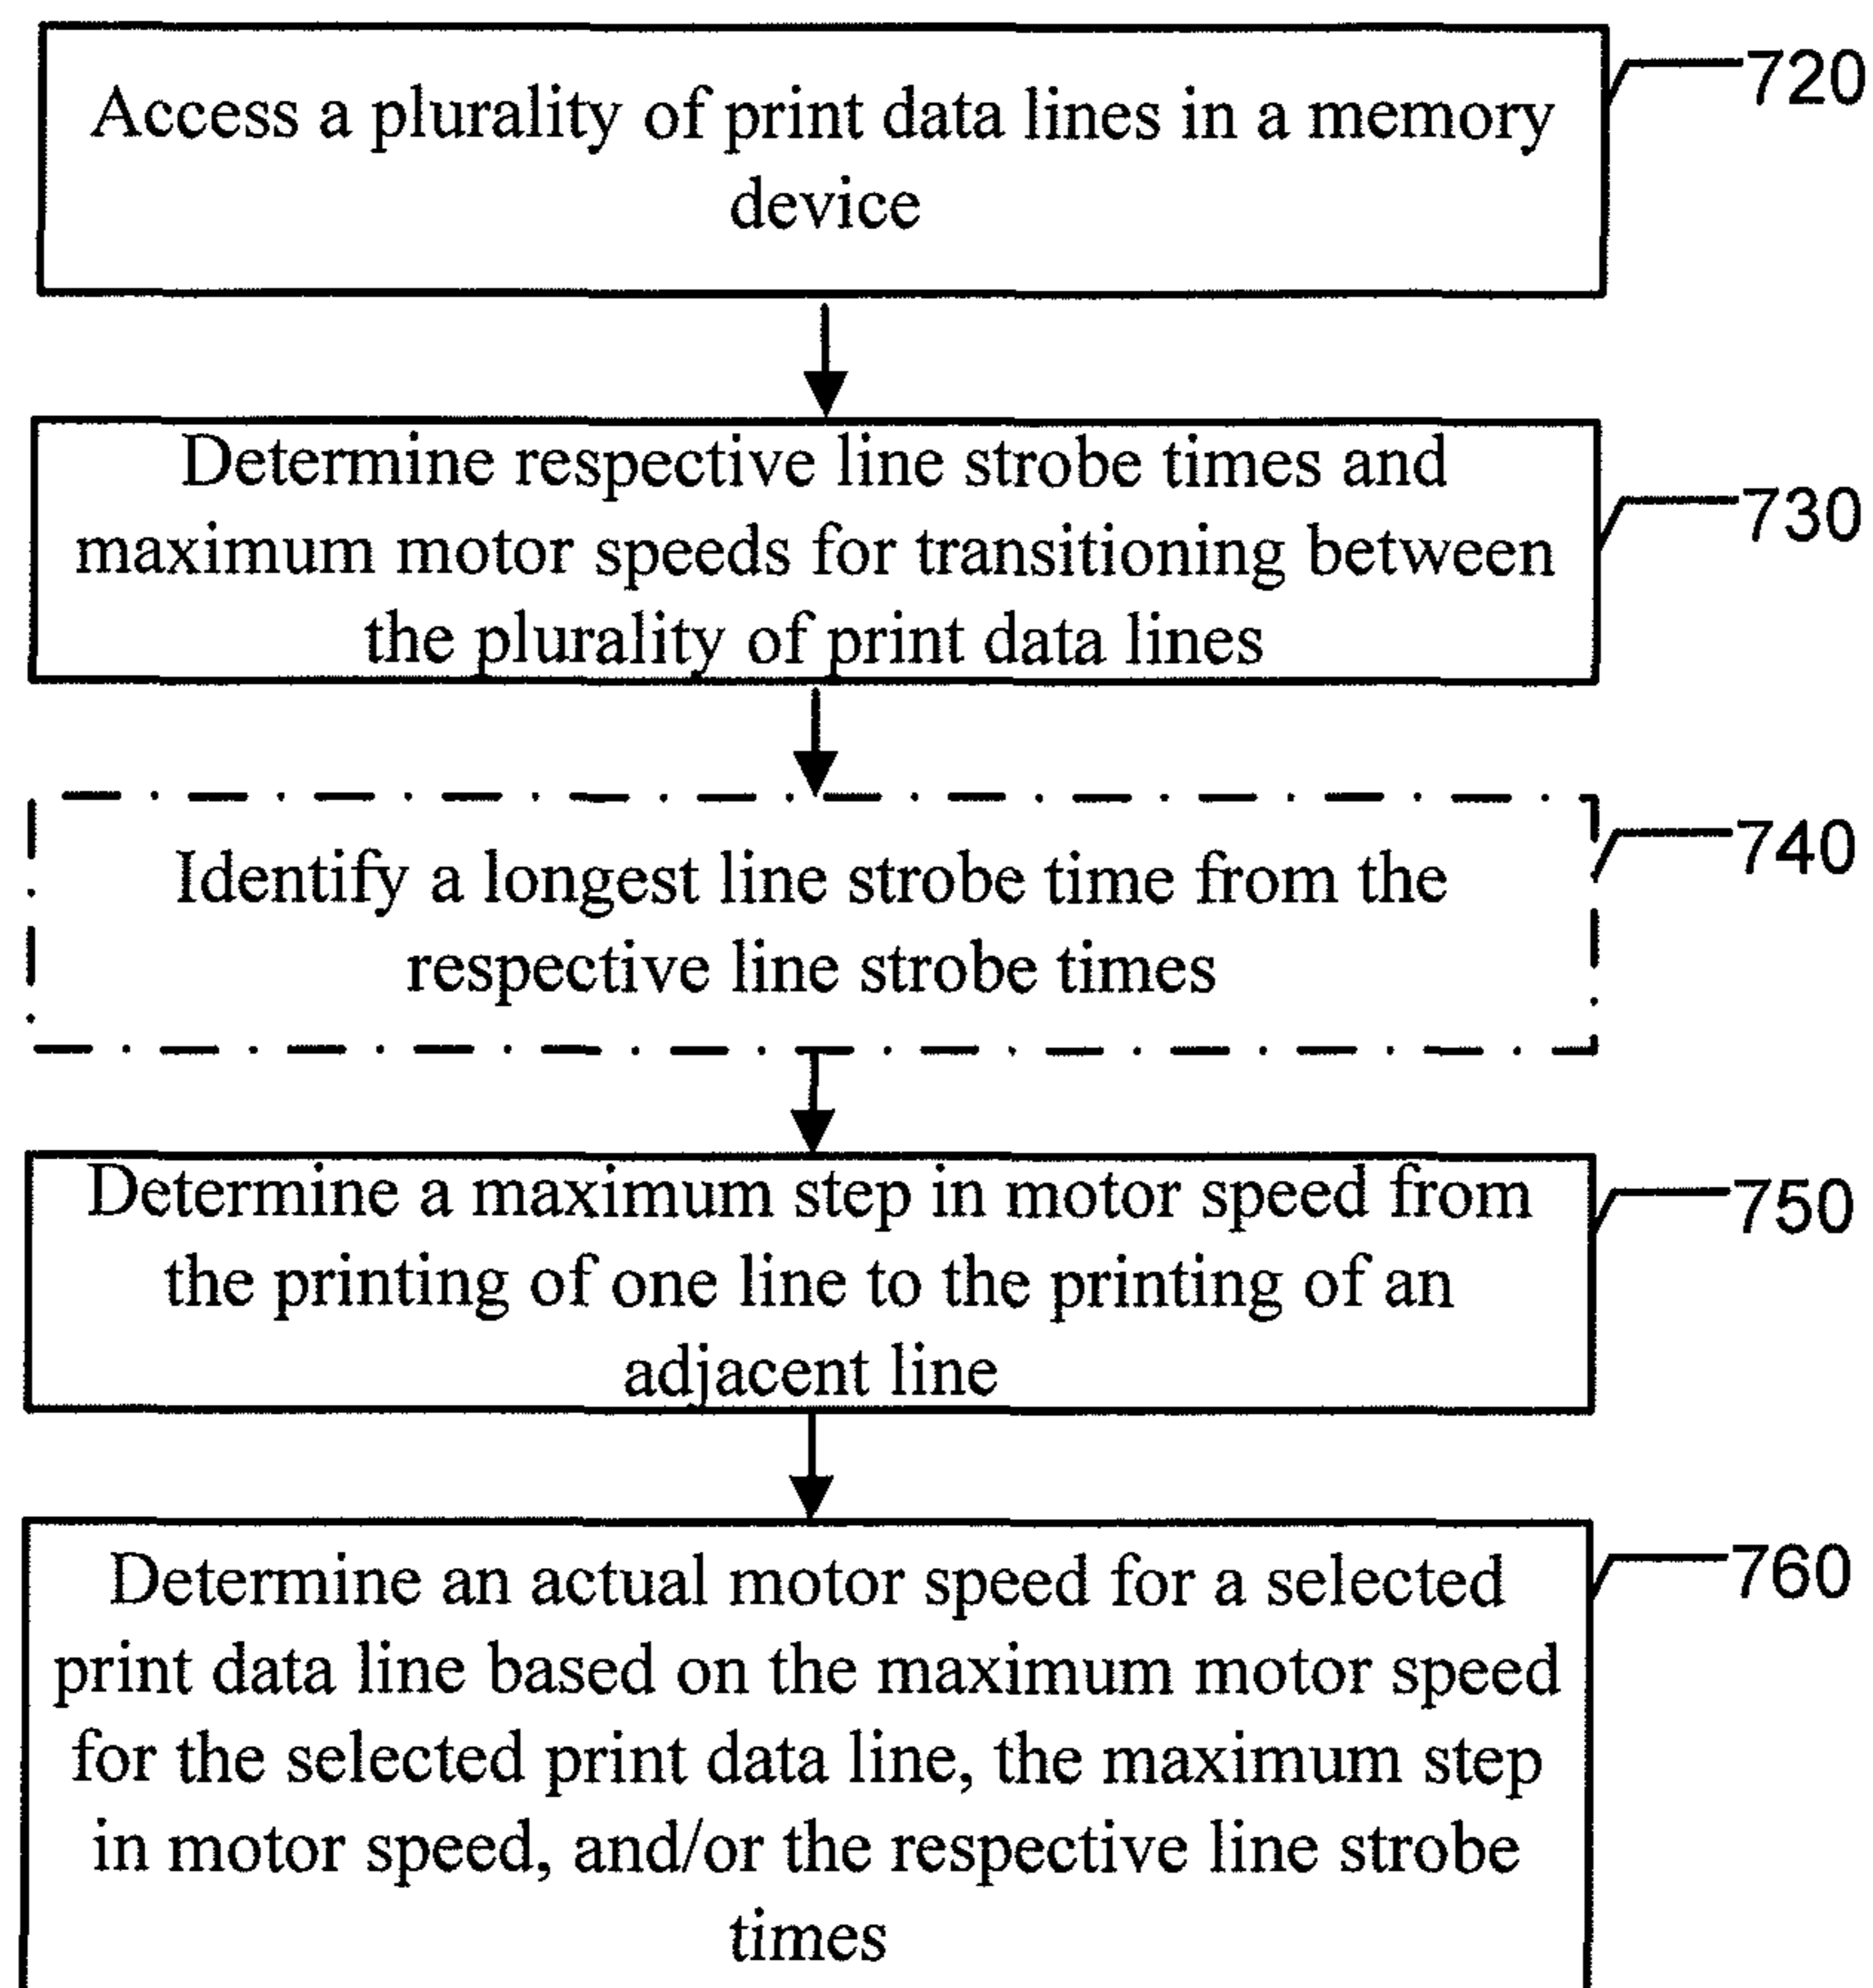 Access a plurality of print data lines in a memory
device
720
Determine respective line strobe times and
maximum motor speeds for transitioning between
the plurality of print data lines
730
Identify a longest line strobe time from the
respective line strobe times
740
Determine a maximum step in motor speed from
the printing of one line to the printing of an
adjacent line
750
Determine an actual motor speed for a selected
print data line based on the maximum motor speed
for the selected print data line, the maximum step
in motor speed, and/or the respective line strobe
times
760